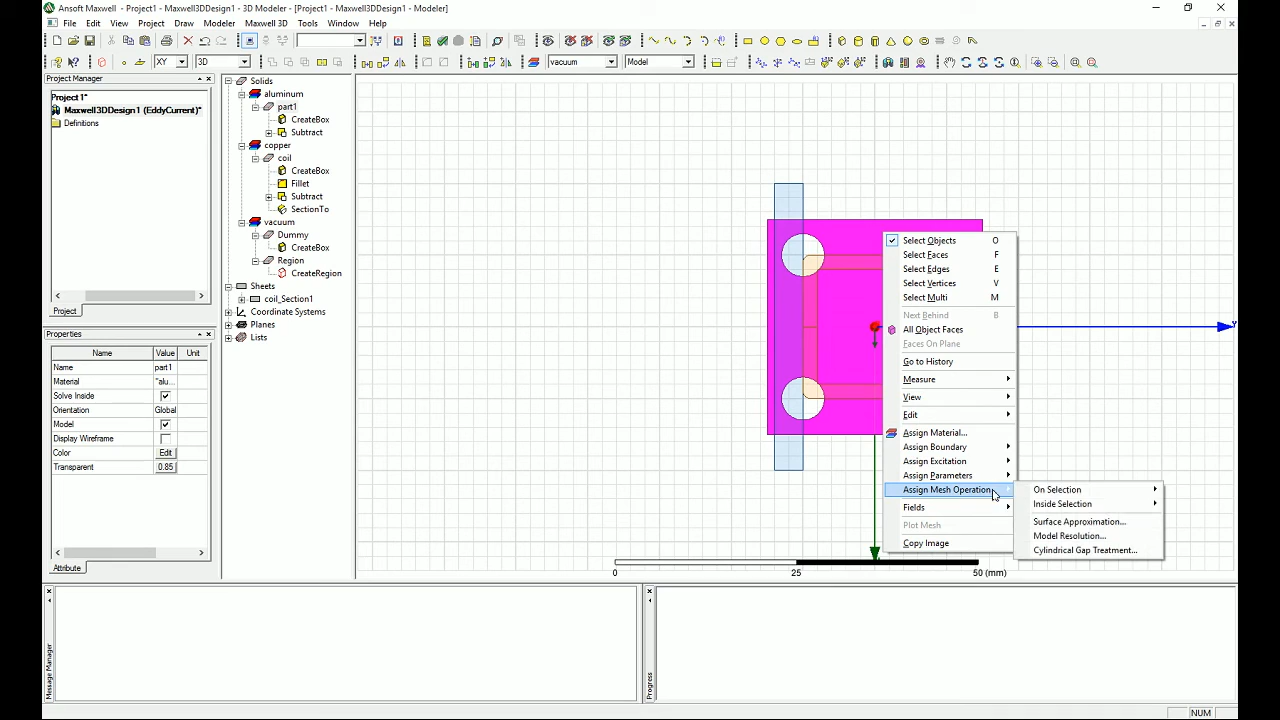 Ansoft Maxwell - Project1 - Maxwell3DDesign1 - 3D Modeler - [Project1 - Maxwell3DDesign1 - Modeler]
File Edit View Project Draw Modeler Maxwell 3D Tools Window Help
XY 3D vacuum Model
Project Manager
Project1*
Maxwell3DDesign1 (EddyCurrent)*
Definitions
Project
Properties
Name Value Unit
Name part1
Material "alu...
Solve Inside
Orientation Global
Model
Display Wireframe
Color Edit
Transparent 0.85
Attribute
Solids
aluminum
part1
CreateBox
Subtract
copper
coil
CreateBox
Fillet
Subtract
SectionTo
vacuum
Dummy
CreateBox
Region
CreateRegion
Sheets
coil_Section1
Coordinate Systems
Planes
Lists
Select Objects O
Select Faces F
Select Edges E
Select Vertices V
Select Multi M
Next Behind B
All Object Faces
Faces On Plane
Go to History
Measure
View
Edit
Assign Material...
Assign Boundary
Assign Excitation
Assign Parameters
Assign Mesh Operation
Fields
Plot Mesh
Copy Image
On Selection
Inside Selection
Surface Approximation...
Model Resolution...
Cylindrical Gap Treatment...
0 25 50 (mm)
Message Manager
Progress
NUM